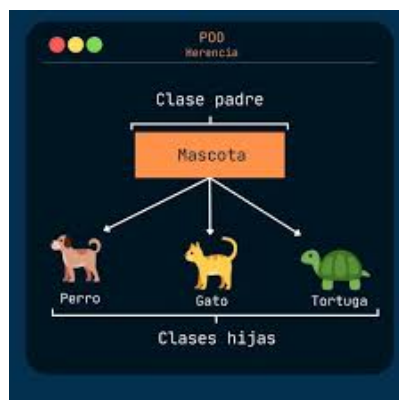 POO
Herencia
Clase padre
Mascota
Perro
Gato
Tortuga
Clases hijas